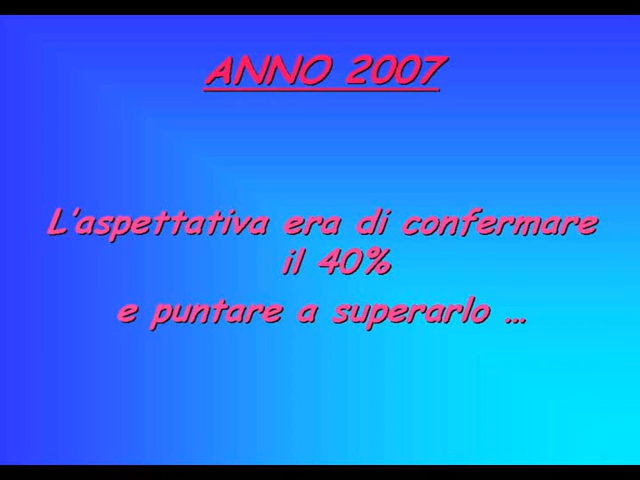 ANNO 2007
L'aspettativa era di confermare
il 40%
e puntare a superarlo ...